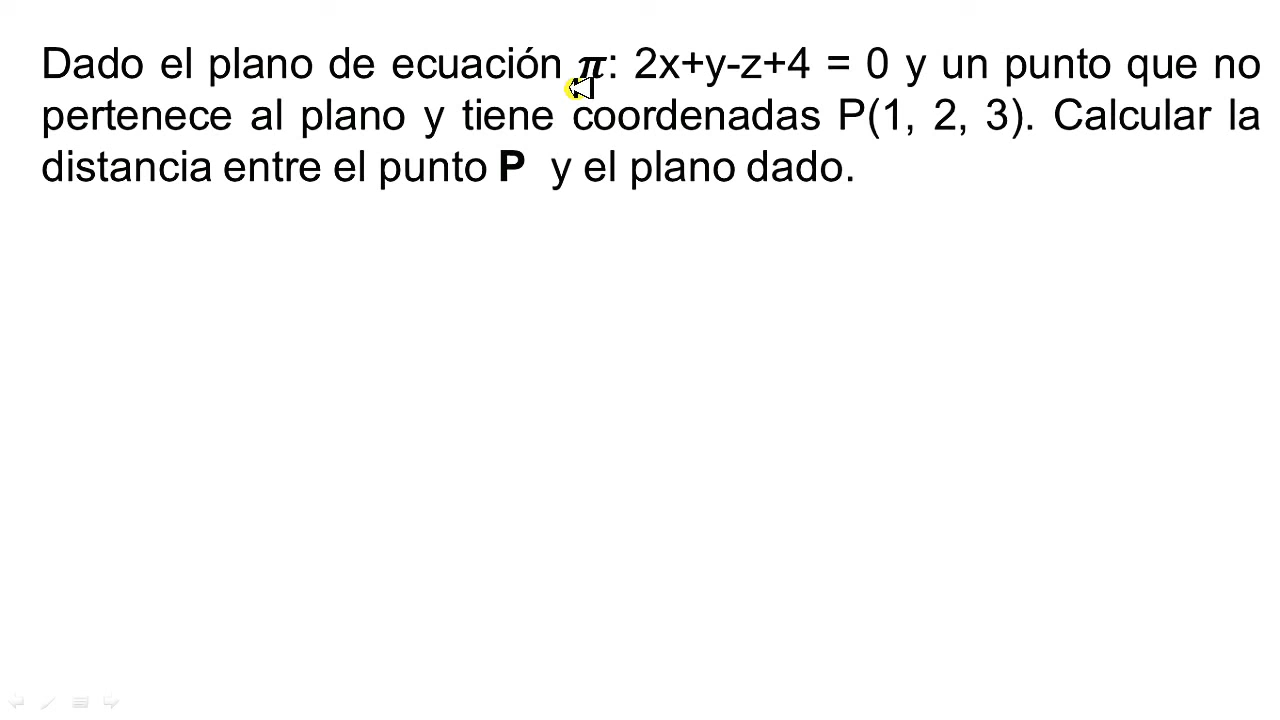 Dado el plano de ecuación π: 2x+y-z+4 = 0 y un punto que no
pertenece al plano y tiene coordenadas P(1, 2, 3). Calcular la
distancia entre el punto P y el plano dado.